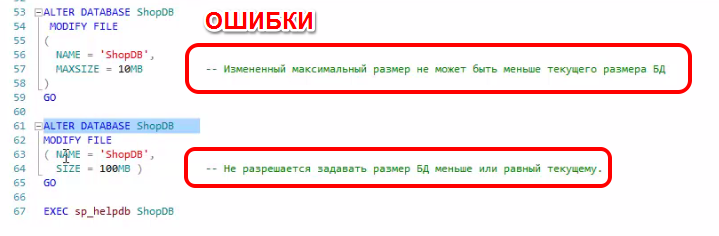 ОШИБКИ
53 ALTER DATABASE ShopDB
54 MODIFY FILE
55 (
56 NAME = 'ShopDB',
57 MAXSIZE = 10MB -- Измененный максимальный размер не может быть меньше текущего размера БД
58 )
59 GO
60
61 ALTER DATABASE ShopDB
62 MODIFY FILE
63 ( NAME = 'ShopDB',
64 SIZE = 100MB ) -- Не разрешается задавать размер БД меньше или равный текущему.
65 GO
66
67 EXEC sp_helpdb ShopDB